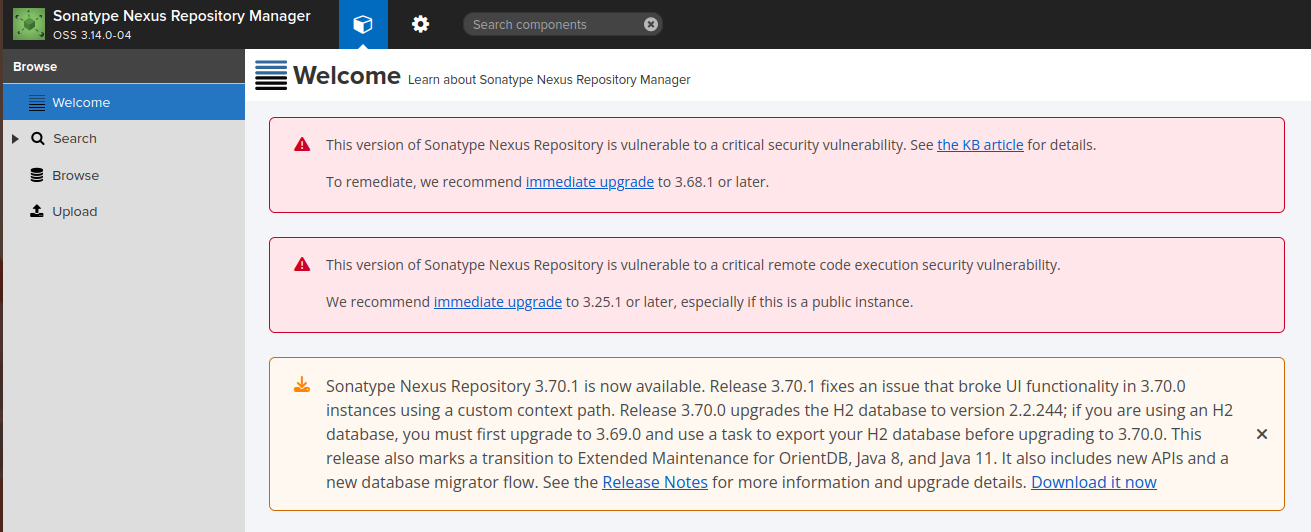 Sonatype Nexus Repository Manager
OSS 3.14.0-04
Search components
Browse
Welcome
Search
Browse
Upload
Welcome Learn about Sonatype Nexus Repository Manager
This version of Sonatype Nexus Repository is vulnerable to a critical security vulnerability. See the KB article for details.
To remediate, we recommend immediate upgrade to 3.68.1 or later.
This version of Sonatype Nexus Repository is vulnerable to a critical remote code execution security vulnerability.
We recommend immediate upgrade to 3.25.1 or later, especially if this is a public instance.
Sonatype Nexus Repository 3.70.1 is now available. Release 3.70.1 fixes an issue that broke UI functionality in 3.70.0
instances using a custom context path. Release 3.70.0 upgrades the H2 database to version 2.2.244; if you are using an H2
database, you must first upgrade to 3.69.0 and use a task to export your H2 database before upgrading to 3.70.0. This
release also marks a transition to Extended Maintenance for OrientDB, Java 8, and Java 11. It also includes new APIs and a
new database migrator flow. See the Release Notes for more information and upgrade details. Download it now